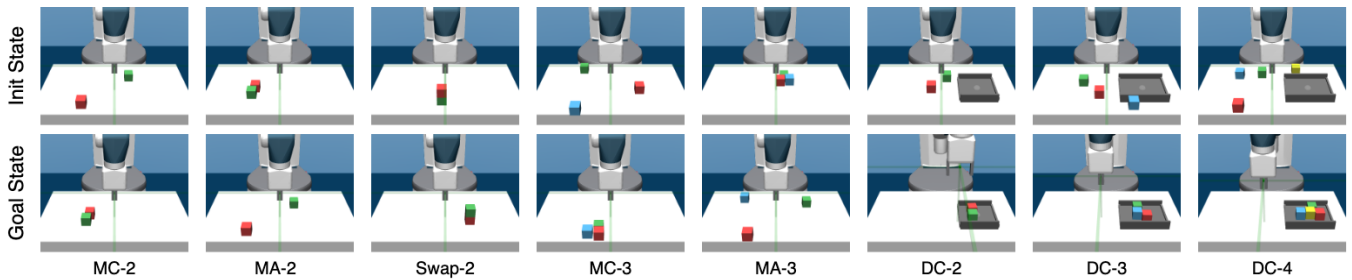 Init State
Goal State
MC-2
MA-2
Swap-2
MC-3
MA-3
DC-2
DC-3
DC-4